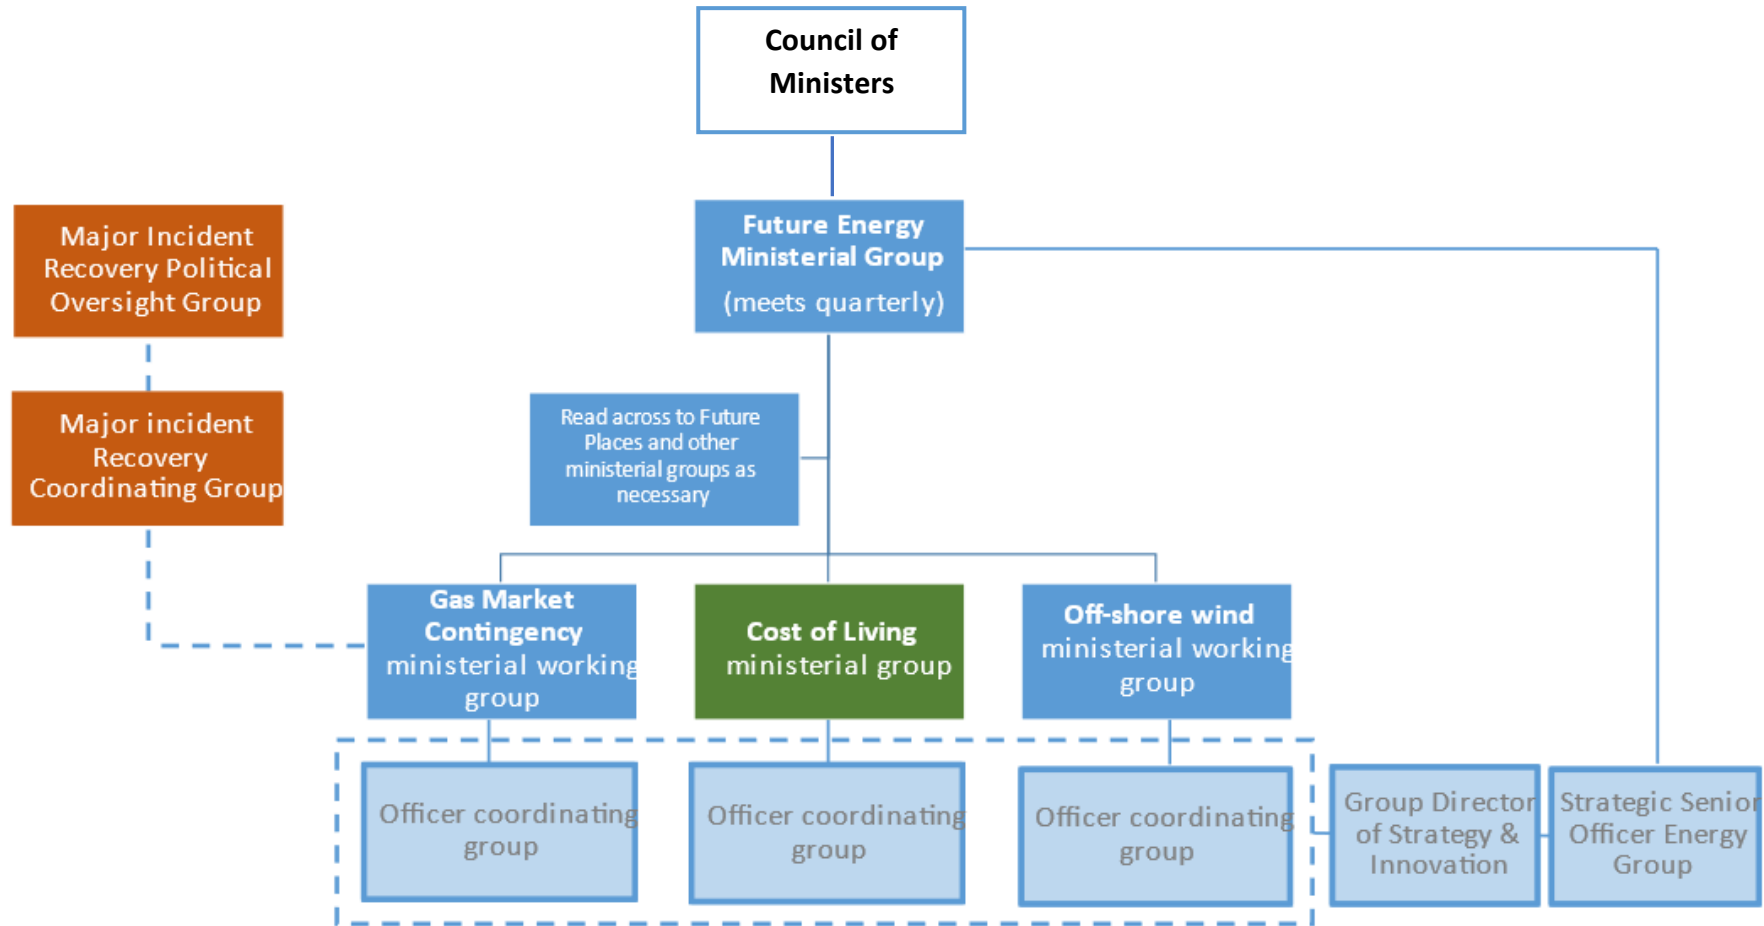 Council of
Ministers
Future Energy
Ministerial Group
(meets quarterly)
Major Incident
Recovery Political
Oversight Group
Major incident
Recovery
Coordinating Group
Read across to Future
Places and other
ministerial groups as
necessary
Gas Market
Contingency
ministerial working
group
Cost of Living
ministerial group
Off-shore wind
ministerial working
group
Officer coordinating
group
Officer coordinating
group
Officer coordinating
group
Group Director
of Strategy &
Innovation
Strategic Senior
Officer Energy
Group